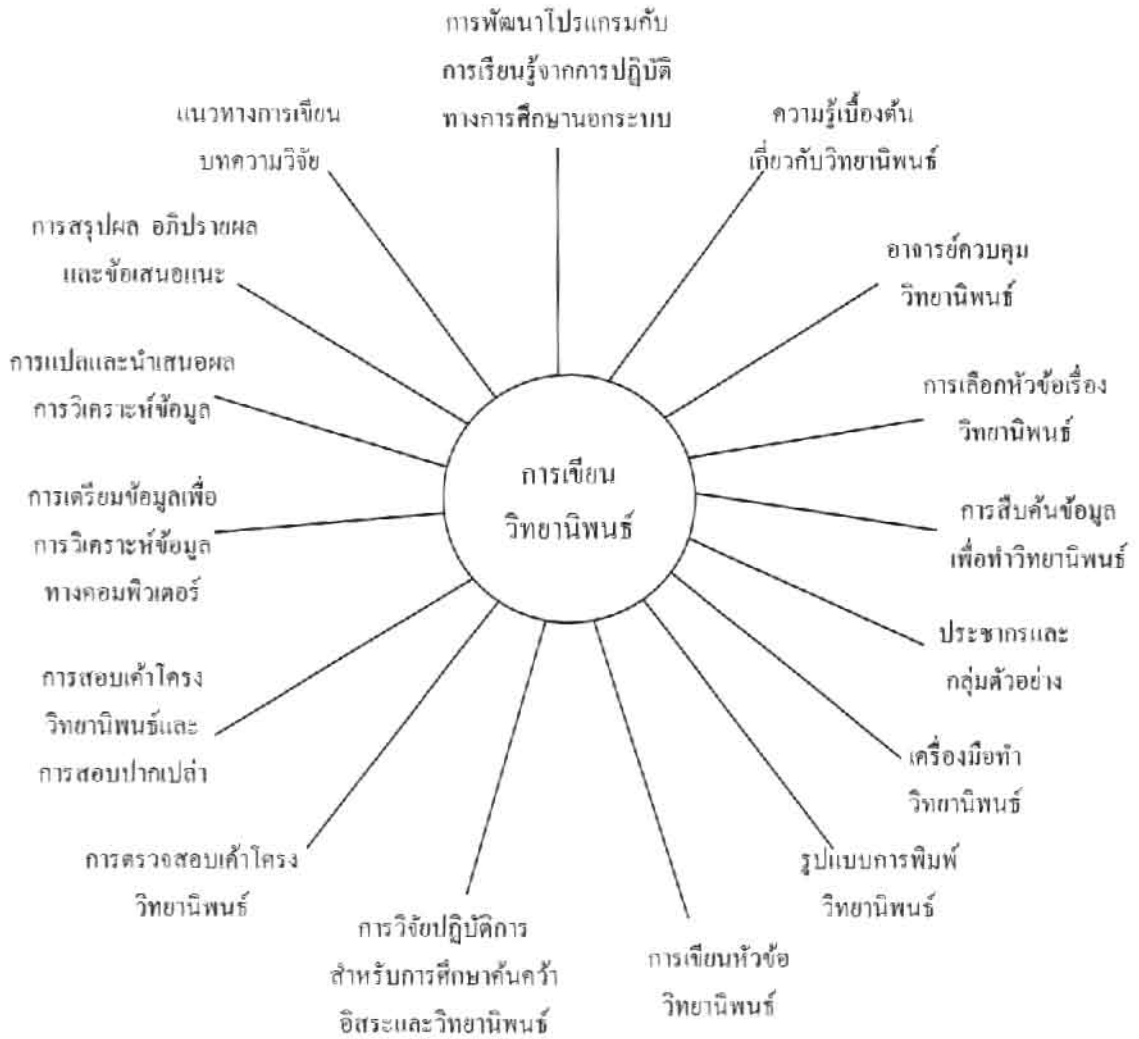 การพัฒนาโปรแกรมกับ
การเรียนรู้จากการปฏิบัติ
ทางการศึกษานอกระบบ
ความรู้เบื้องต้น
เกี่ยวกับวิทยานิพนธ์
อาจารย์ควบคุม
วิทยานิพนธ์
การเลือกหัวข้อเรื่อง
วิทยานิพนธ์
การสืบค้นข้อมูล
เพื่อทำวิทยานิพนธ์
ประชากรและ
กลุ่มตัวอย่าง
เครื่องมือทำ
วิทยานิพนธ์
รูปแบบการพิมพ์
วิทยานิพนธ์
การเขียนหัวข้อ
วิทยานิพนธ์
การวิจัยปฏิบัติการ
สำหรับการศึกษาค้นคว้า
อิสระและวิทยานิพนธ์
การตรวจสอบเค้าโครง
วิทยานิพนธ์
การสอบเค้าโครง
วิทยานิพนธ์และ
การสอบปากเปล่า
การเตรียมข้อมูลเพื่อ
การวิเคราะห์ข้อมูล
ทางคอมพิวเตอร์
การแปลและนำเสนอผล
การวิเคราะห์ข้อมูล
การสรุปผล อภิปรายผล
และข้อเสนอแนะ
แนวทางการเขียน
บทความวิจัย
การเขียน
วิทยานิพนธ์